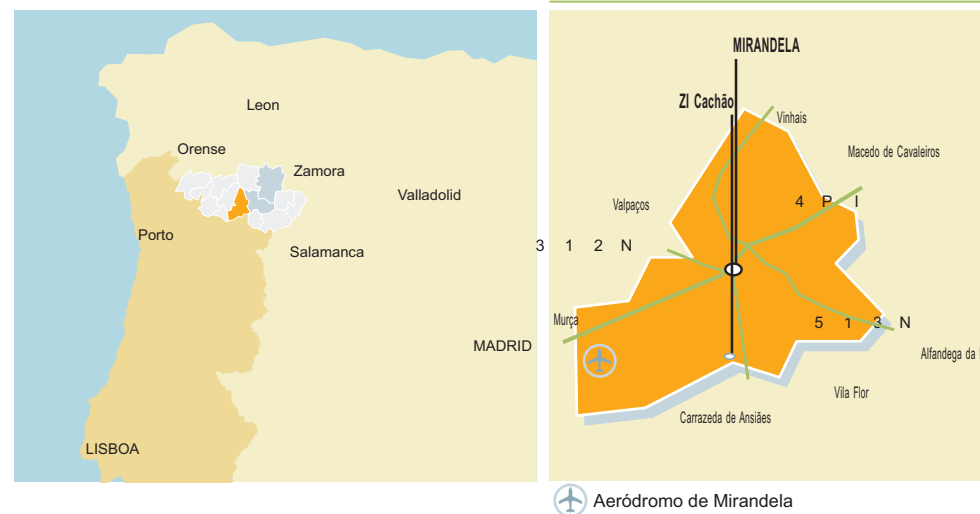 Leon
Orense
Zamora
Valladolid
Porto
Salamanca
MADRID
LISBOA
MIRANDELA
ZI Cachão
Vinhais
Macedo de Cavaleiros
4 P I
Valpaços
3 1 2 N
Murça
5 1 3 N
Alfandega da
Vila Flor
Carrazeda de Ansiães
Aeródromo de Mirandela